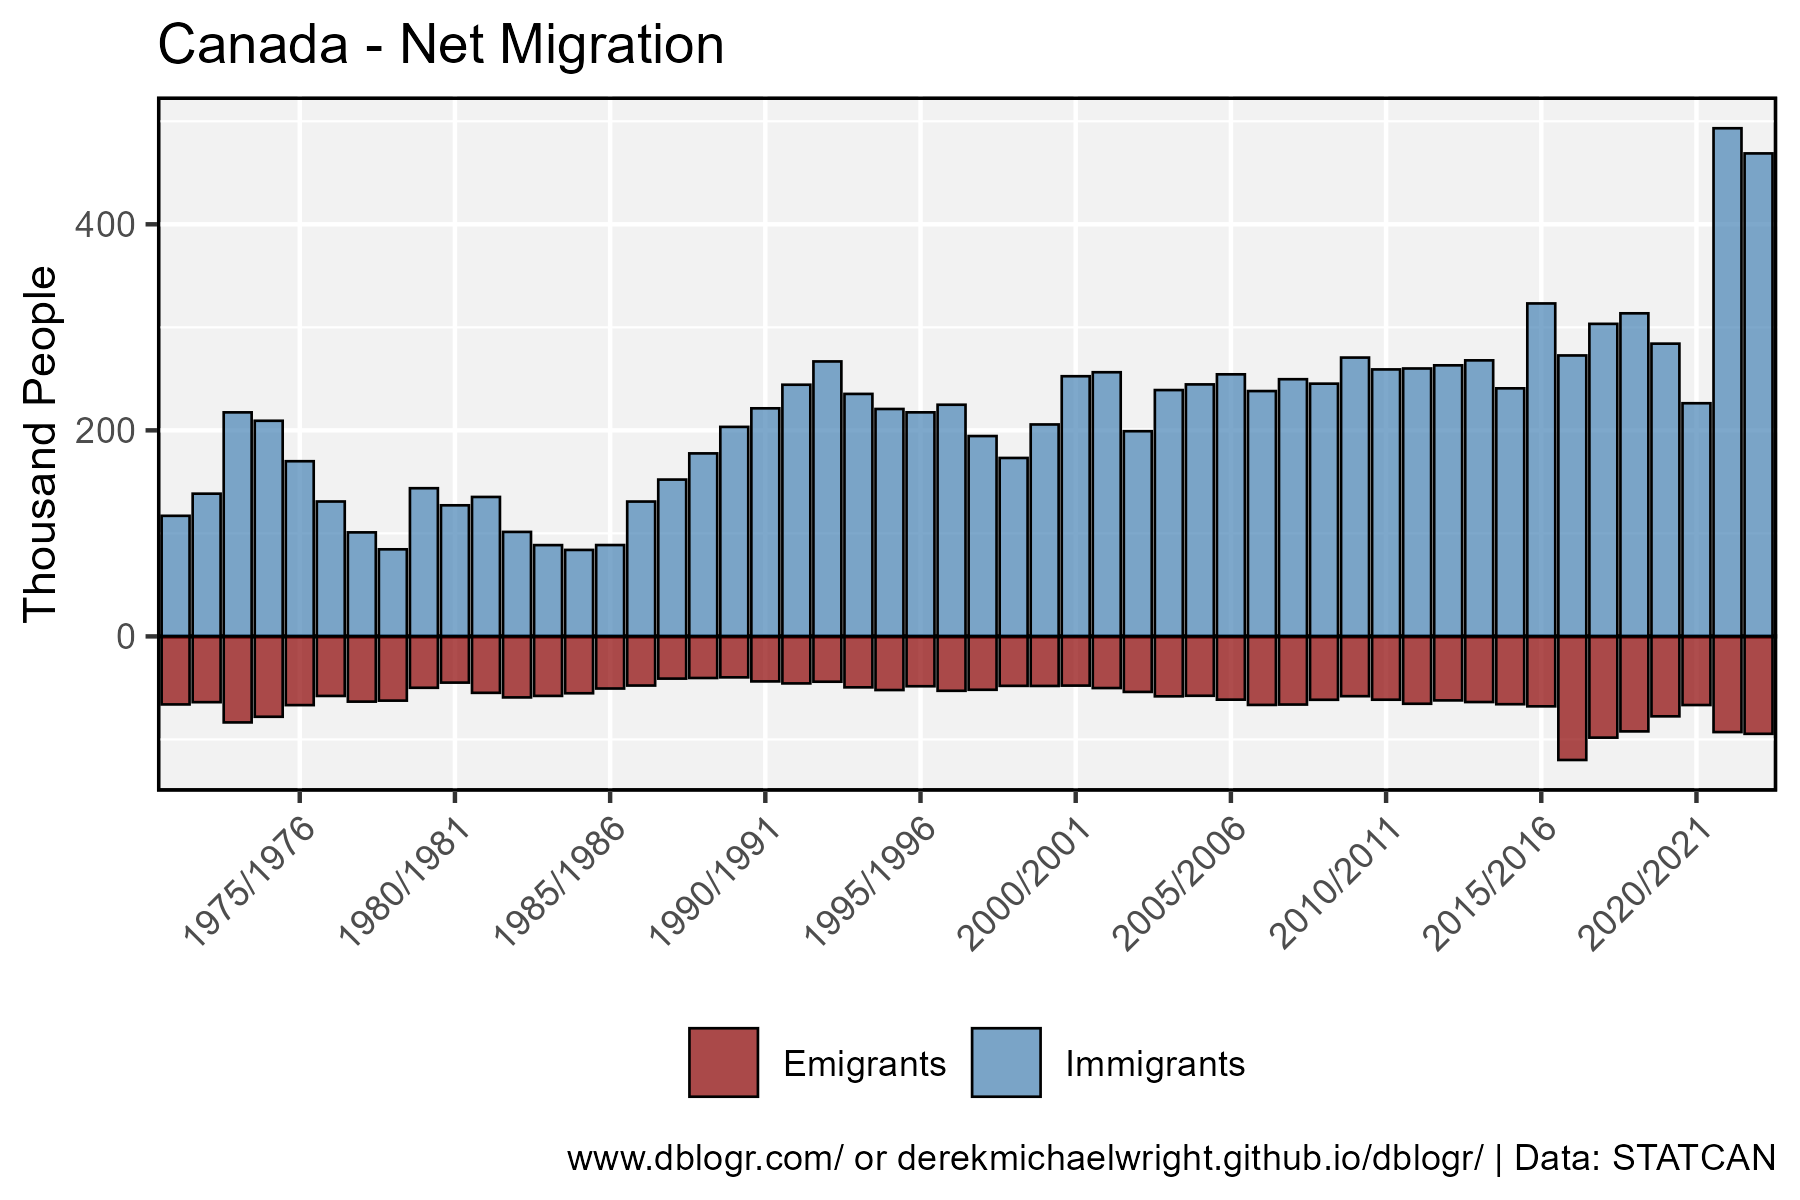 Canada - Net Migration
Thousand People
400
200
0
1975/1976
1980/1981
1985/1986
1990/1991
1995/1996
2000/2001
2005/2006
2010/2011
2015/2016
2020/2021
Emigrants
Immigrants
www.dblogr.com/ or derekmichaelwright.github.io/dblogr/ | Data: STATCAN